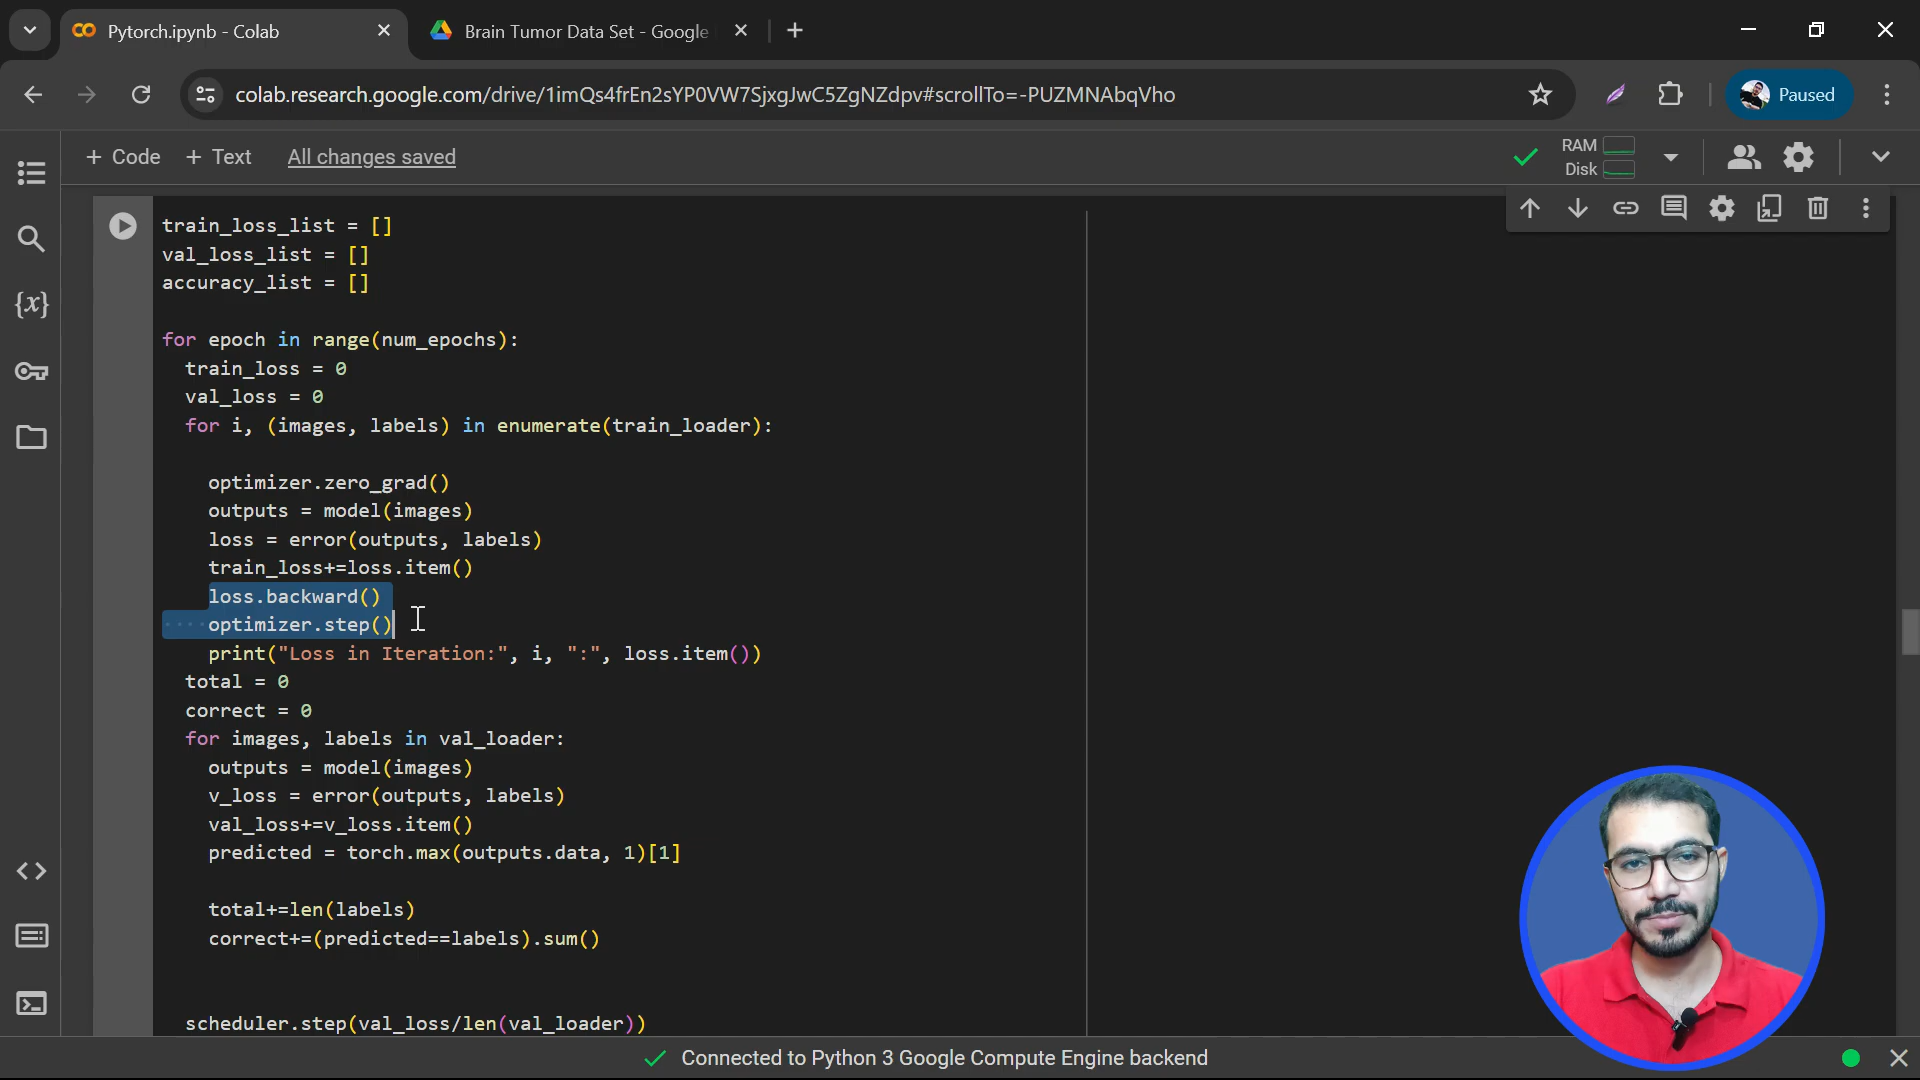 Pytorch.ipynb - Colab
Brain Tumor Data Set - Google
colab.research.google.com/drive/1imQs4frEn2sYP0VW7SjxgJwC5ZgNZdpv#scrollTo=-PUZMNAbqVho
Paused
+ Code + Text All changes saved
RAM
Disk
train_loss_list = []
val_loss_list = []
accuracy_list = []
for epoch in range(num_epochs):
train_loss = 0
val_loss = 0
for i, (images, labels) in enumerate(train_loader):
optimizer.zero_grad()
outputs = model(images)
loss = error(outputs, labels)
train_loss+=loss.item()
loss.backward()
optimizer.step()
print("Loss in Iteration:", i, ":", loss.item())
total = 0
correct = 0
for images, labels in val_loader:
outputs = model(images)
v_loss = error(outputs, labels)
val_loss+=v_loss.item()
predicted = torch.max(outputs.data, 1)[1]
total+=len(labels)
correct+=(predicted==labels).sum()
scheduler.step(val_loss/len(val_loader))
Connected to Python 3 Google Compute Engine backend